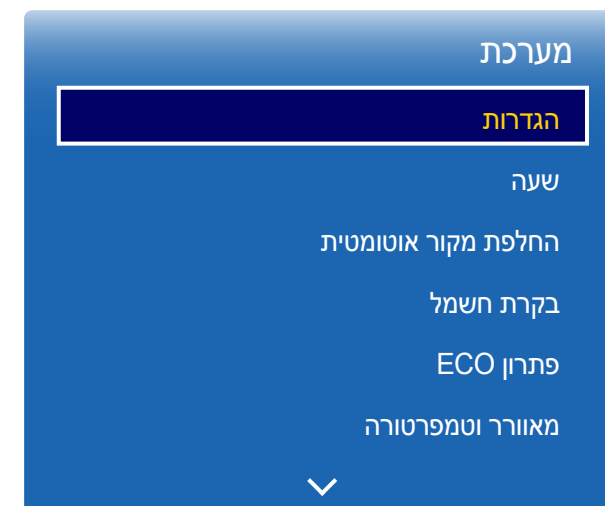 מערכת
הגדרות
שעה
החלפת מקור אוטומטית
בקרת חשמל
פתרון ECO
מאוורר וטמפרטורה